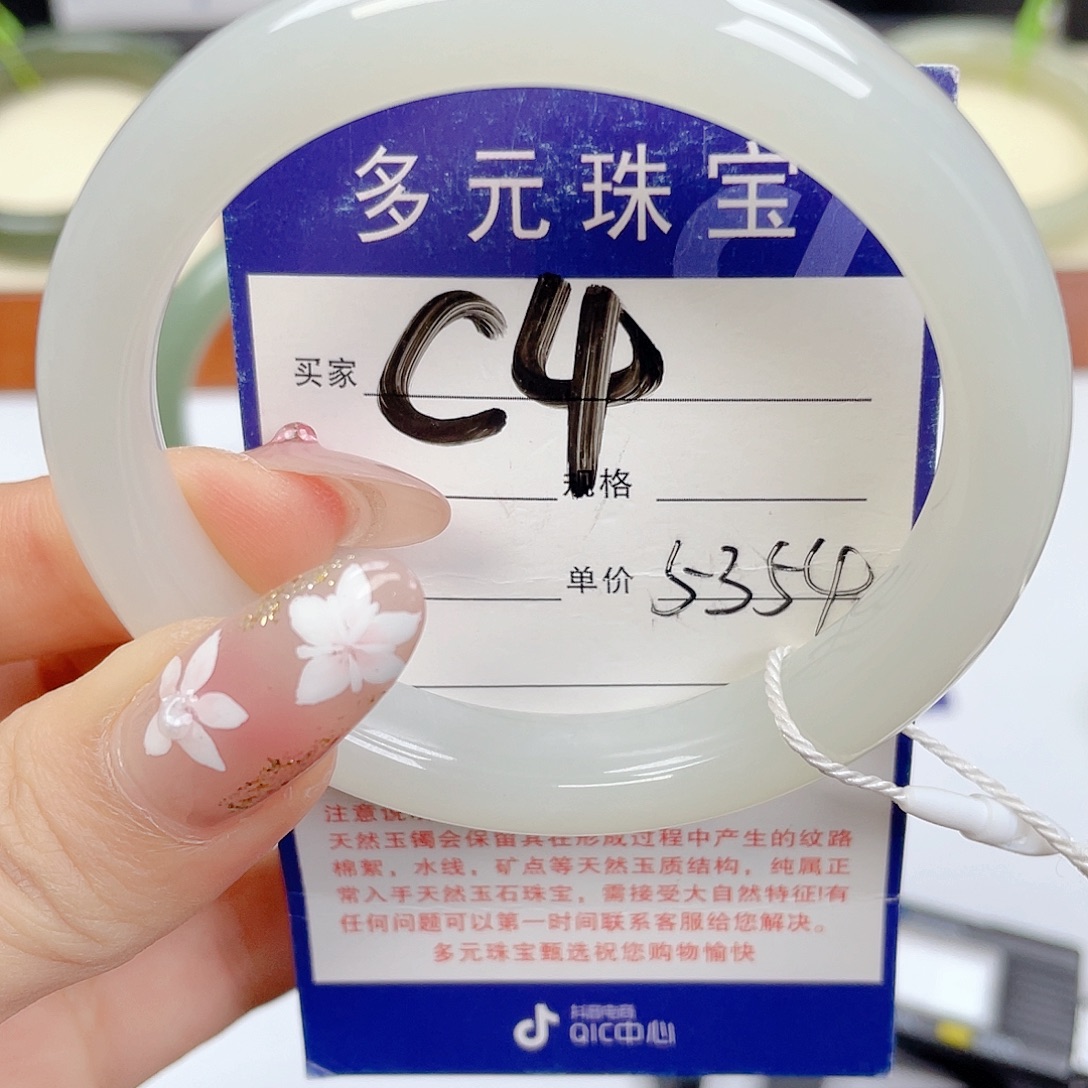 多元珠宝
买家 C4
规格
单价 5354
天然玉镯会保留其在形成过程中产生的纹路
棉絮，水线，矿点等天然玉质结构，纯属正
常入手天然玉石珠宝，需接受大自然特征!有
任何问题可以第一时间联系客服给您解决。
多元珠宝甄选祝您购物愉快
抖音电商
QIC中心